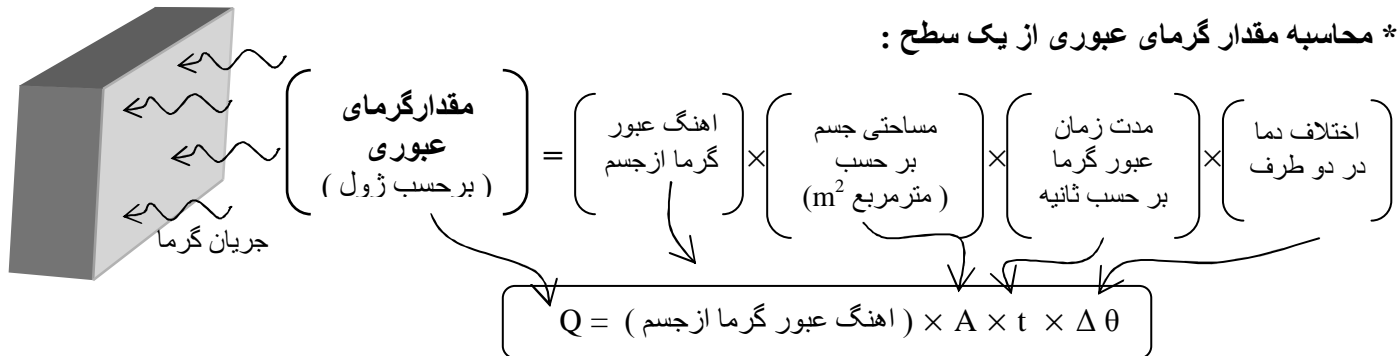 * محاسبه مقدار گرمای عبوری از یک سطح :
مقدارگرمای
عبوری
( برحسب ژول )
=
اهنگ عبور
گرما ازجسم
×
مساحتی جسم
بر حسب
( مترمربع m²)
×
مدت زمان
عبور گرما
بر حسب ثانیه
×
اختلاف دما
در دو طرف
جریان گرما
Q = ( اهنگ عبور گرما ازجسم ) × A × t × Δ θ